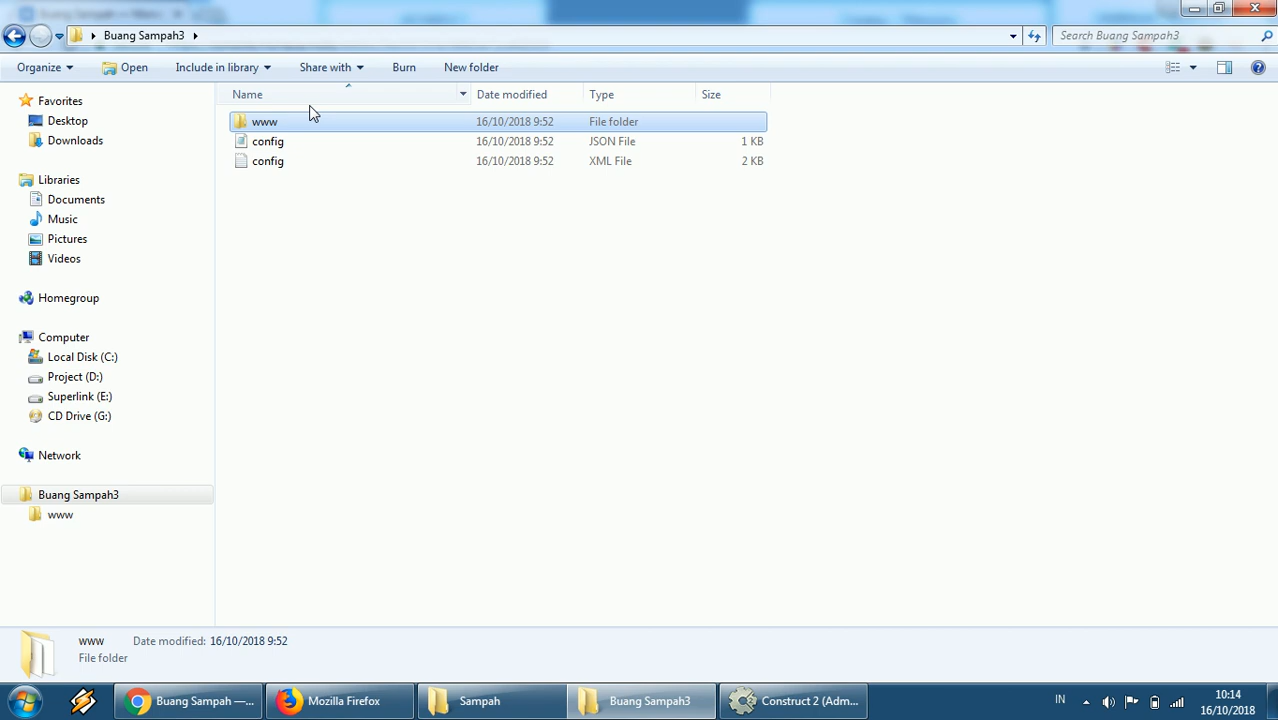 Buang Sampah3
Search Buang Sampah3
Organize Open Include in library Share with Burn New folder
Name Date modified Type Size
www 16/10/2018 9:52 File folder
config 16/10/2018 9:52 JSON File 1 KB
config 16/10/2018 9:52 XML File 2 KB
Favorites
Desktop
Downloads
Libraries
Documents
Music
Pictures
Videos
Homegroup
Computer
Local Disk (C:)
Project (D:)
Superlink (E:)
CD Drive (G:)
Network
Buang Sampah3
www
www Date modified: 16/10/2018 9:52
File folder
Buang Sampah —... Mozilla Firefox Sampah Buang Sampah3 Construct 2 (Adm... IN 10:14
16/10/2018